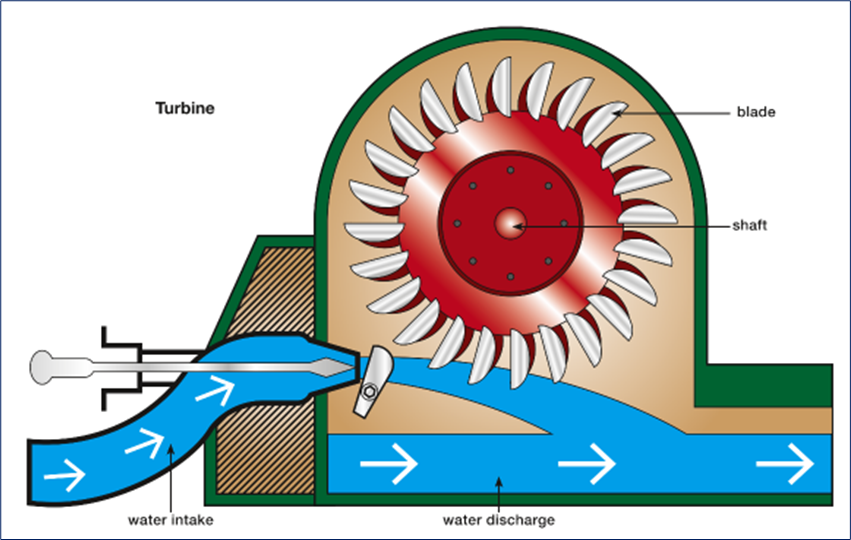 Turbine
blade
shaft
water intake
water discharge